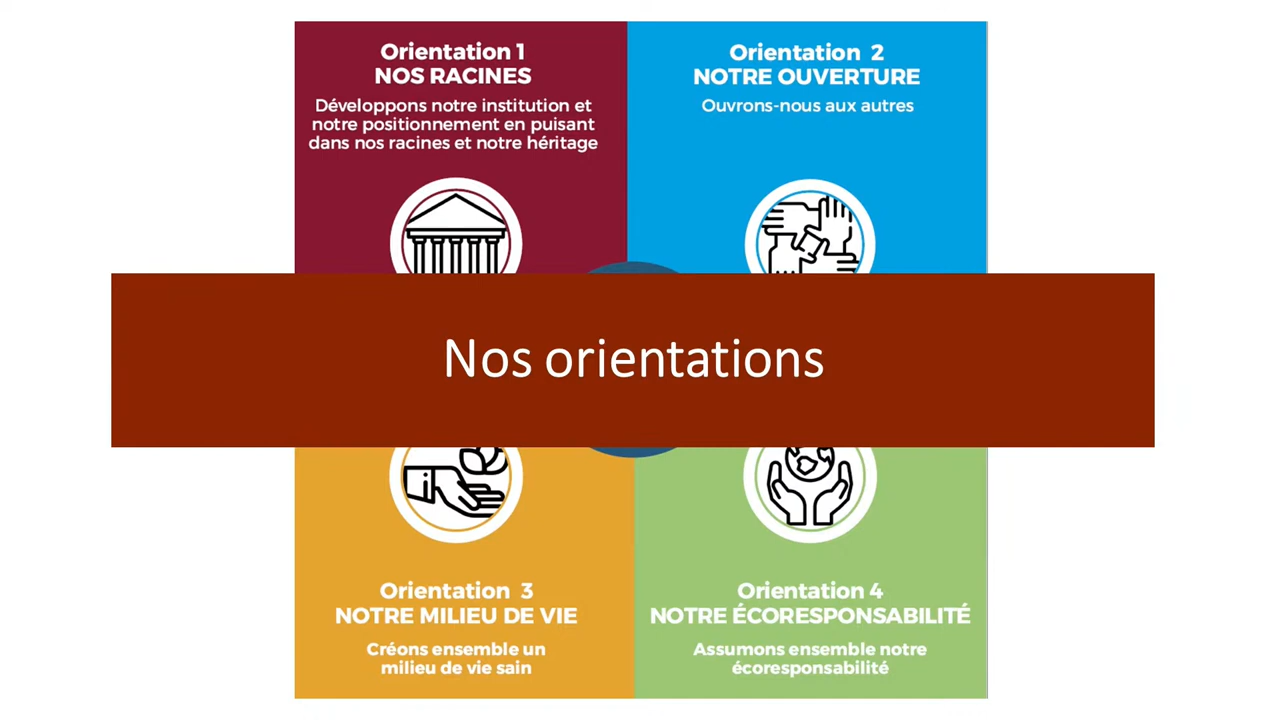 Orientation 1
NOS RACINES
Développons notre institution et
notre positionnement en puisant
dans nos racines et notre héritage
Orientation 2
NOTRE OUVERTURE
Ouvrons-nous aux autres
Nos orientations
Orientation 3
NOTRE MILIEU DE VIE
Créons ensemble un
milieu de vie sain
Orientation 4
NOTRE ÉCORESPONSABILITÉ
Assumons ensemble notre
écoresponsabilité